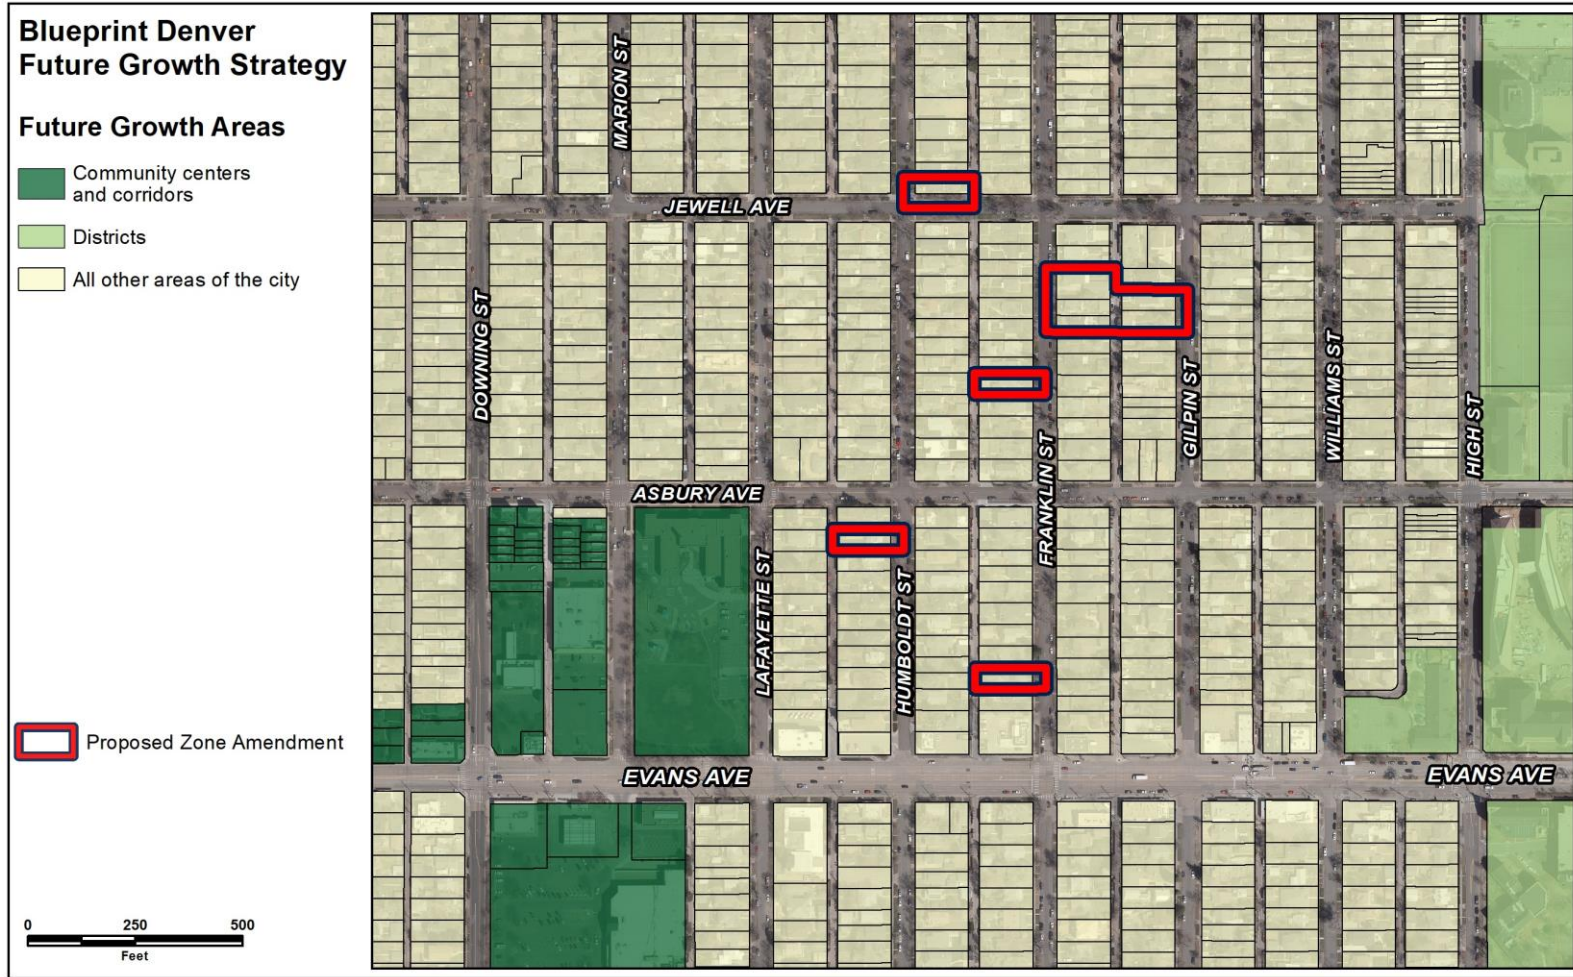 Blueprint Denver
Future Growth Strategy
Future Growth Areas
Community centers
and corridors
Districts
All other areas of the city
Proposed Zone Amendment
0 250 500
Feet
MARION ST
JEWELL AVE
DOWNING ST
GILPIN ST
WILLIAMS ST
HIGH ST
FRANKLIN ST
ASBURY AVE
LAFAYETTE ST
HUMBOLDT ST
EVANS AVE
EVANS AVE